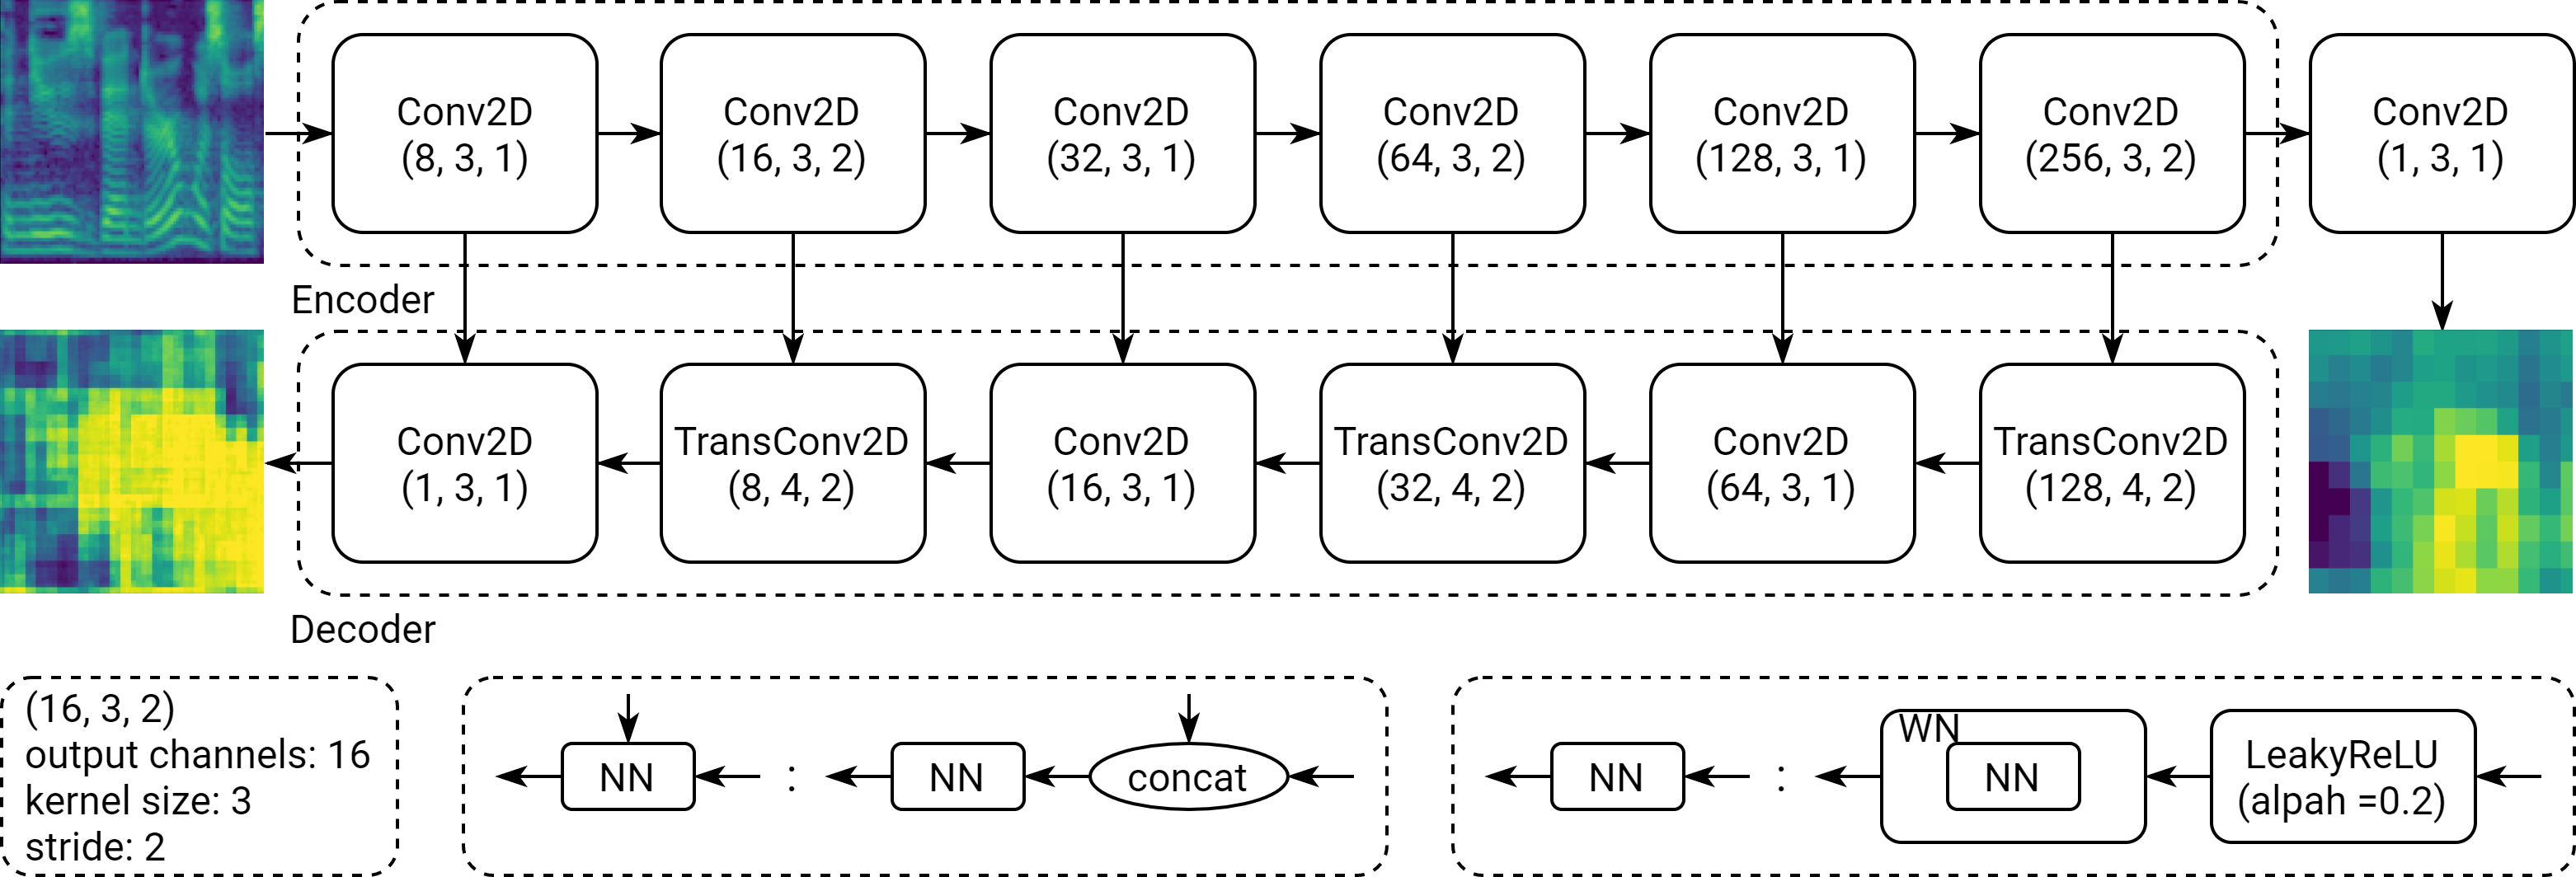 Conv2D
(8, 3, 1)
Conv2D
(16, 3, 2)
Conv2D
(32, 3, 1)
Conv2D
(64, 3, 2)
Conv2D
(128, 3, 1)
Conv2D
(256, 3, 2)
Conv2D
(1, 3, 1)
Encoder
Conv2D
(1, 3, 1)
TransConv2D
(8, 4, 2)
Conv2D
(16, 3, 1)
TransConv2D
(32, 4, 2)
Conv2D
(64, 3, 1)
TransConv2D
(128, 4, 2)
Decoder
(16, 3, 2)
output channels: 16
kernel size: 3
stride: 2
NN
:
NN
concat
NN
:
WN
NN
LeakyReLU
(alpah =0.2)